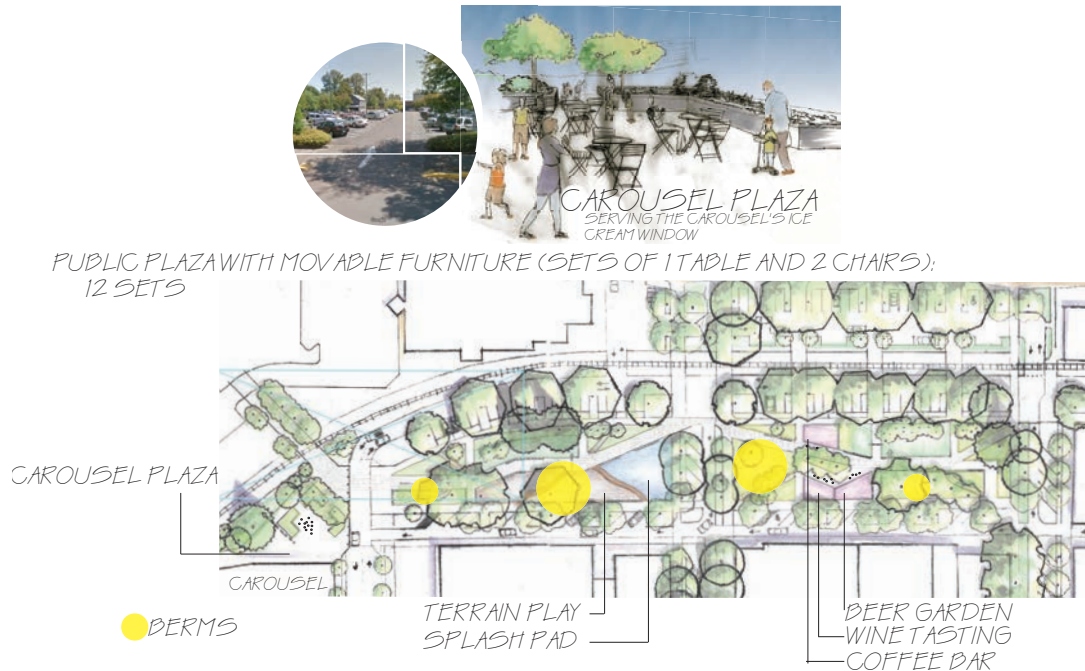 CAROUSEL PLAZA
SERVING THE CAROUSEL'S ICE
CREAM WINDOW
PUBLIC PLAZA WITH MOVABLE FURNITURE (SETS OF 1 TABLE AND 2 CHAIRS):
12 SETS
CAROUSEL PLAZA
CAROUSEL
BERMS
TERRAIN PLAY
SPLASH PAD
BEER GARDEN
WINE TASTING
COFFEE BAR